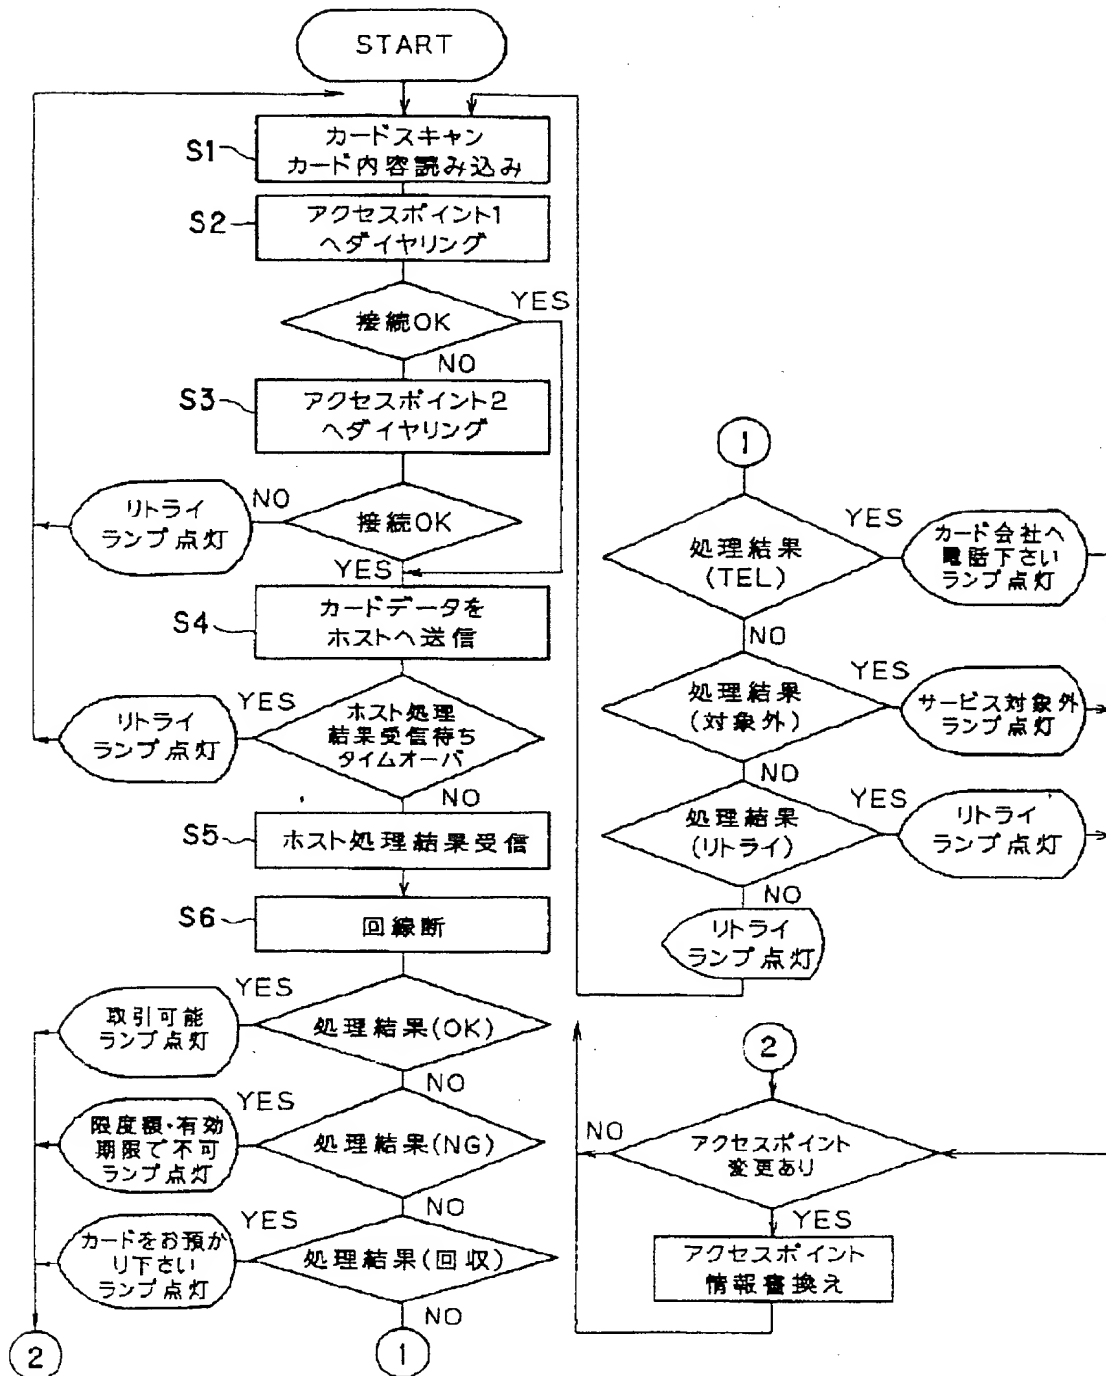 START
S1
カードスキャン
カード内容読み込み
S2
アクセスポイント1
へダイヤリング
接続OK
YES
NO
S3
アクセスポイント2
へダイヤリング
接続OK
NO
リトライ
ランプ点灯
YES
S4
カードデータを
ホストへ送信
ホスト処理
結果受信待ち
タイムオーバ
YES
リトライ
ランプ点灯
NO
S5
ホスト処理結果受信
S6
回線断
処理結果(OK)
YES
取引可能
ランプ点灯
NO
処理結果(NG)
YES
限度額・有効
期限で不可
ランプ点灯
NO
処理結果(回収)
YES
カードをお預か
り下さい
ランプ点灯
NO
2
1
1
処理結果
(TEL)
YES
カード会社へ
電話下さい
ランプ点灯
NO
処理結果
(対象外)
YES
サービス対象外
ランプ点灯
NO
処理結果
(リトライ)
YES
リトライ
ランプ点灯
NO
リトライ
ランプ点灯
2
アクセスポイント
変更あり
NO
YES
アクセスポイント
情報書換え